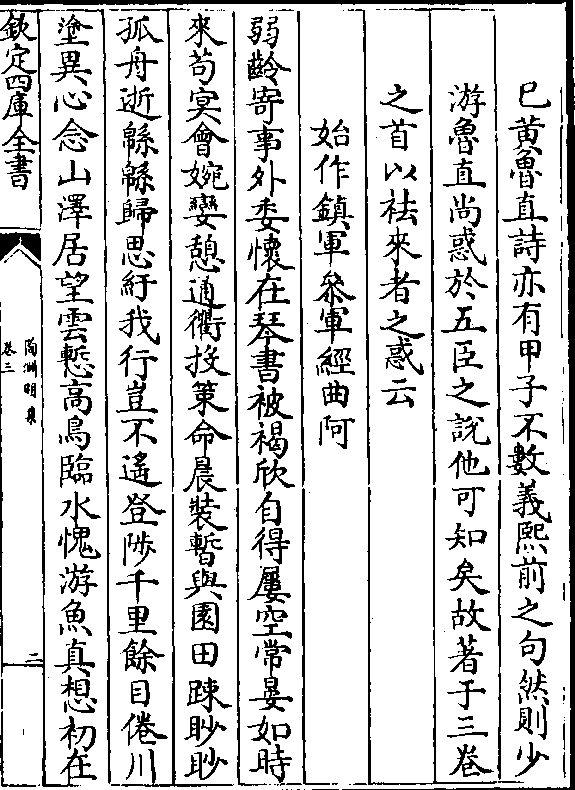 已黄魯直詩亦有甲子不數義熙前之句然則少
游魯直尚惑於五臣之說他可知矣故著于三卷
之首以祛來者之惑云
始作鎮軍叅軍經曲阿
弱齡寄事外委懷在琴書被褐欣自得屢空常晏如時
來苟㝠會婉孌憩通衢投策命晨裝暫與園田疎眇眇
孤舟逝緜緜歸思紆我行豈不遙登陟千里餘目倦川
塗異心念山澤居望雲慙高鳥臨水愧游魚真想初在
欽定四庫全書
陶淵明集
卷三
二